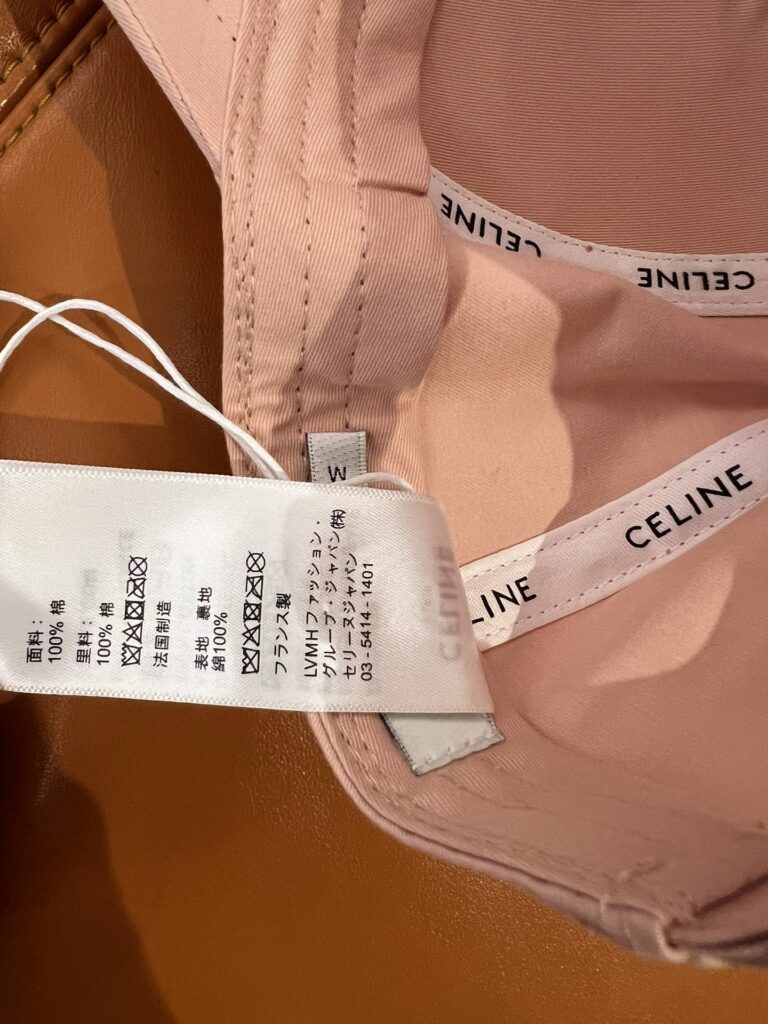 CELINE
CELINE
CELINE
LINE
M
面料：
100% 棉
里料：
100% 棉
法国制造
表地 裏地
綿100%
フランス製
LVMHファッション・
グループ・ジャパン㈱
セリーヌジャパン
03-5414-1401
CELINE